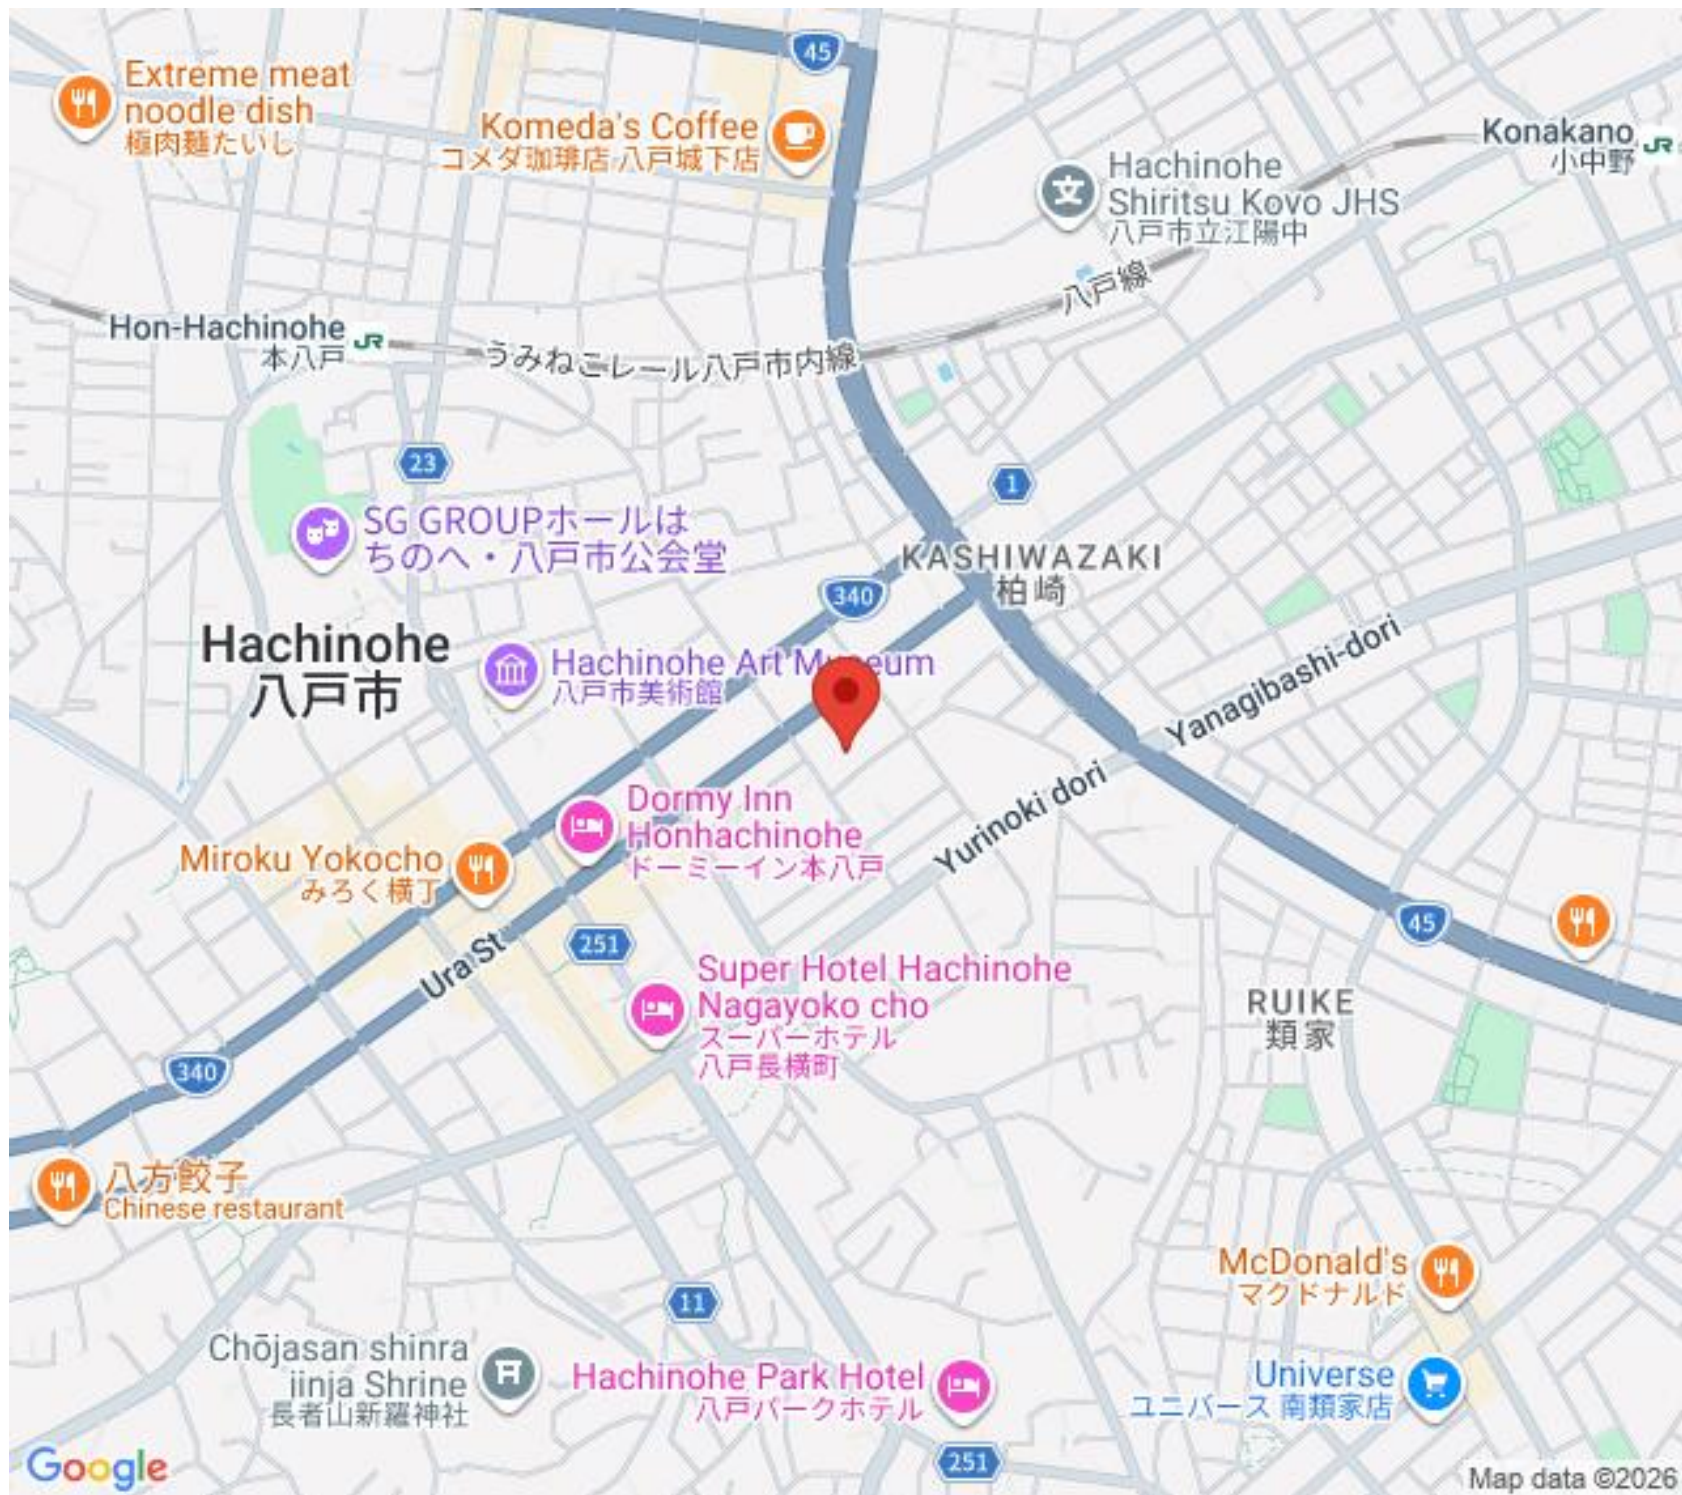 45
Extreme meat
noodle dish
極肉麺たいし
Komeda's Coffee
コメダ珈琲店 八戸城下店
Konakano
小中野
JR
Hachinohe
Shiritsu Kovo JHS
八戸市立江陽中
八戸線
Hon-Hachinohe
本八戸
JR
うみねこレール八戸市内線
23
1
SG GROUPホールは
ちのへ・八戸市公会堂
KASHIWAZAKI
柏崎
340
Hachinohe
八戸市
Hachinohe Art Museum
八戸市美術館
Yanagibashi-dori
Yurinoki dori
Dormy Inn
Honhachinohe
ドーミーイン本八戸
Miroku Yokocho
みろく横丁
Ura St
251
45
Super Hotel Hachinohe
Nagayoko cho
スーパーホテル
八戸長横町
RUIKE
類家
340
八方餃子
Chinese restaurant
11
McDonald's
マクドナルド
Chōjasan shinra
jinja Shrine
長者山新羅神社
Hachinohe Park Hotel
八戸パークホテル
Universe
ユニバース 南類家店
251
Google
Map data ©2026